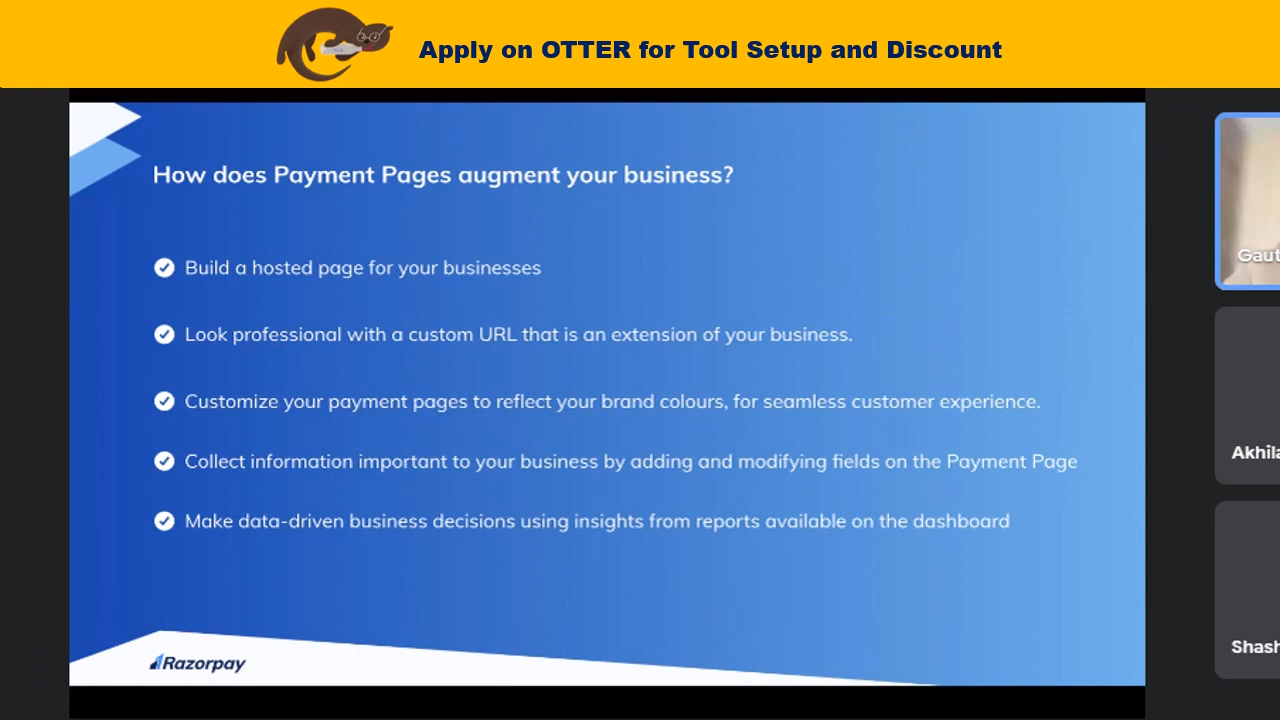 Apply on OTTER for Tool Setup and Discount
How does Payment Pages augment your business?
Build a hosted page for your businesses
Look professional with a custom URL that is an extension of your business.
Customize your payment pages to reflect your brand colours, for seamless customer experience.
Collect information important to your business by adding and modifying fields on the Payment Page
Make data-driven business decisions using insights from reports available on the dashboard
Razorpay
Gaut
Akhila
Shash